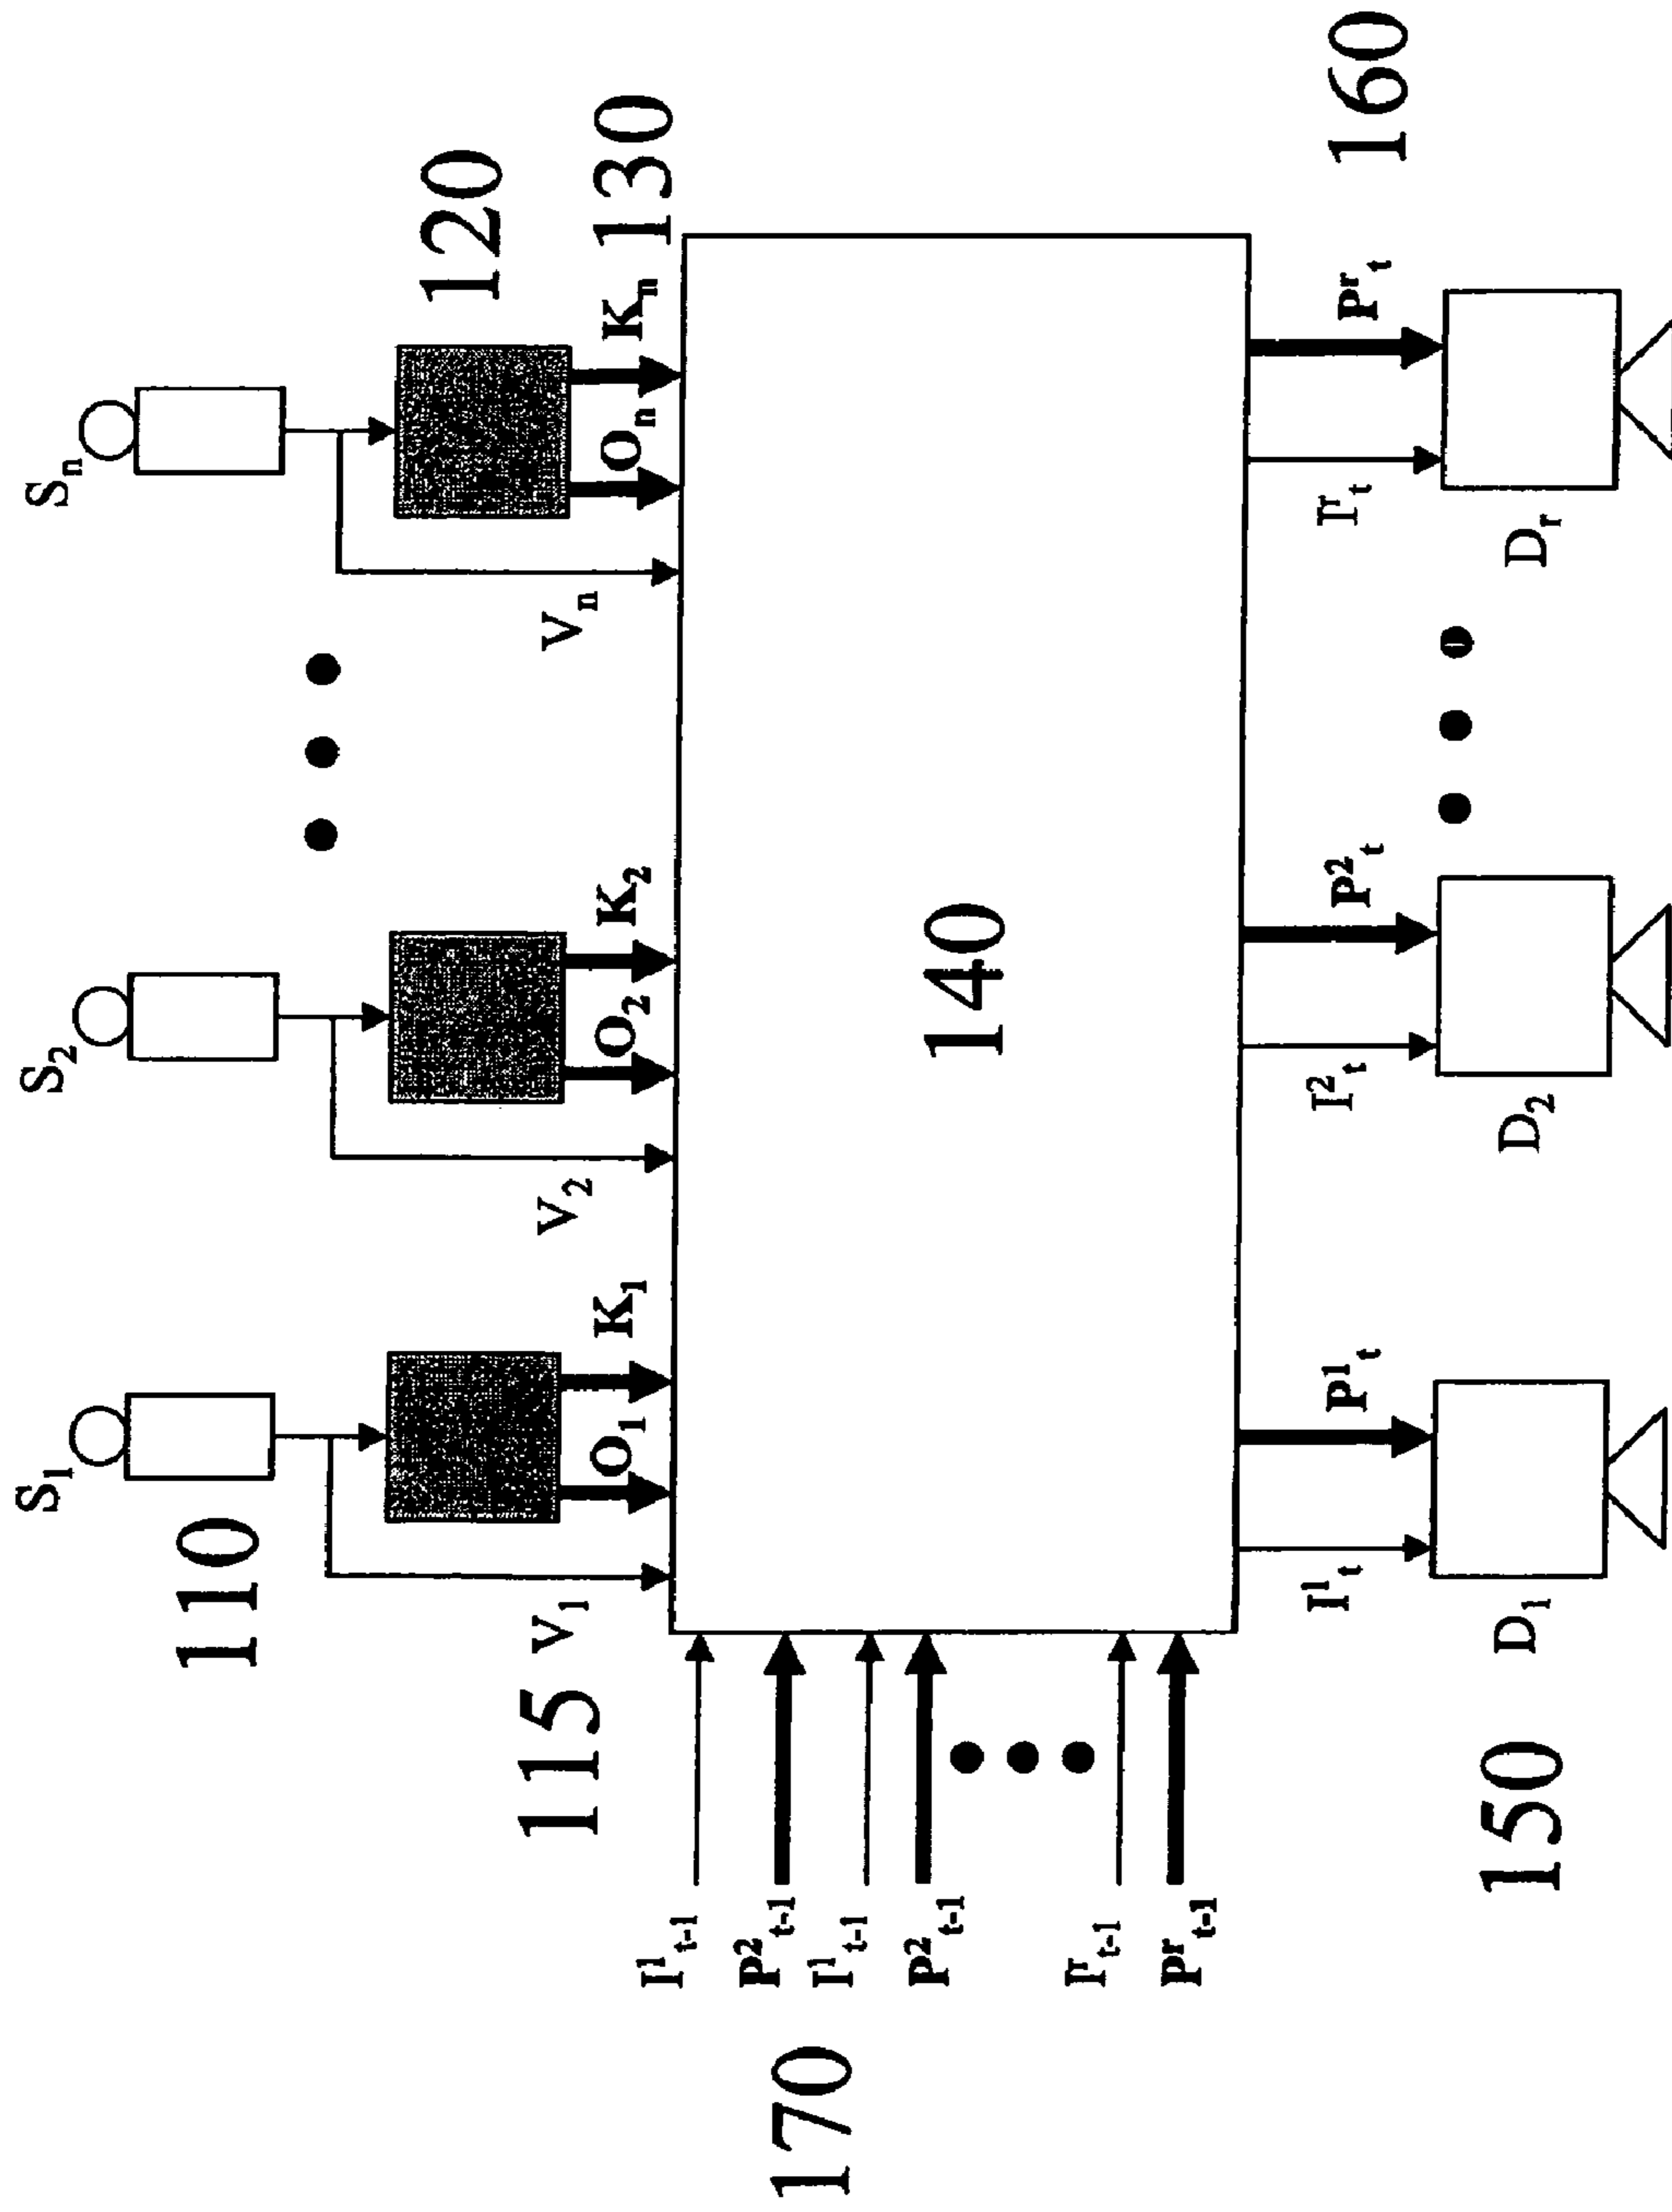 S₁
S₂
Sₙ
110
120
115
V₁
O₁
K₁
V₂
O₂
K₂
Vₙ
Oₙ
Kₙ
130
I¹ₜ₋₁
P²ₜ₋₁
I¹ₜ₋₁
P²ₜ₋₁
Iʳₜ₋₁
Pʳₜ₋₁
170
140
I¹ₜ
P¹ₜ
I²ₜ
P²ₜ
Iʳₜ
Pʳₜ
160
150
D₁
D₂
Dᵣ